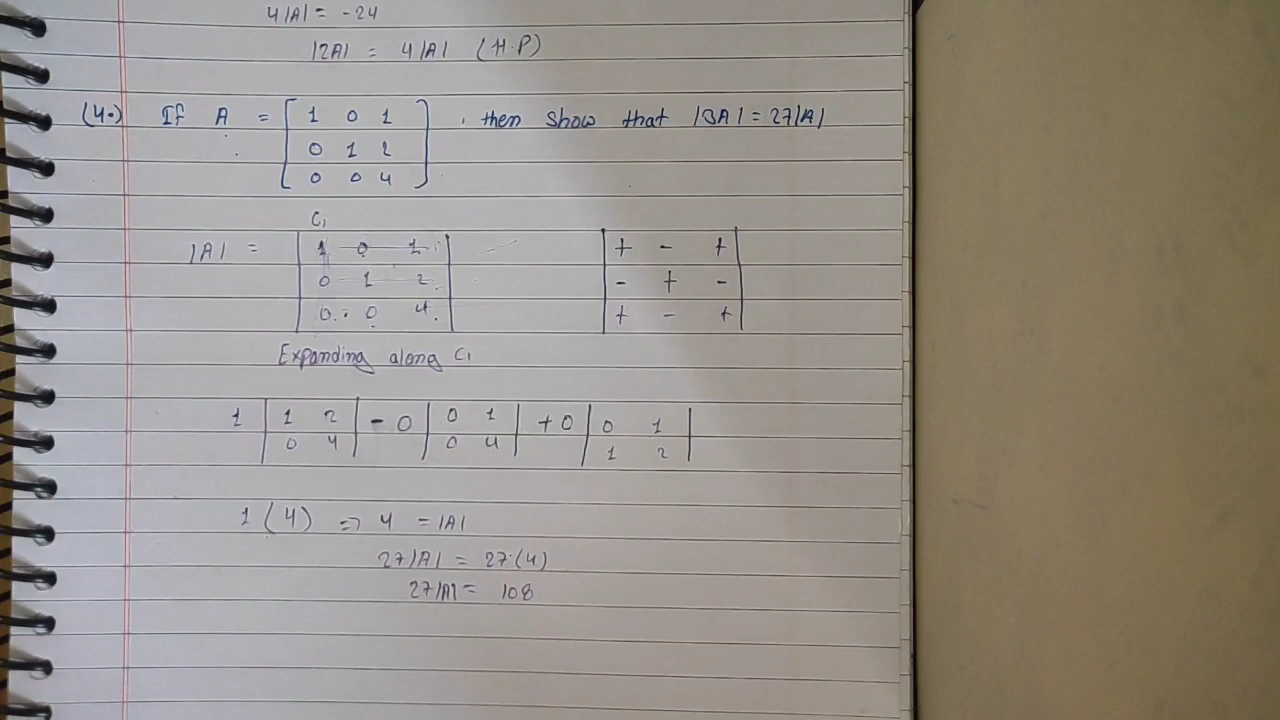 4|A| = -24
|2A| = 4|A| (H.P)
(4.) If A = [ 1 0 1 , then show that |3A| = 27|A|
0 1 2
0 0 4 ]
C₁
|A| = | 1 0 1 | | + - + |
| 0 1 2 | | - + - |
| 0 0 4 | | + - + |
Expanding along C₁
1 | 1 2 | - 0 | 0 1 | + 0 | 0 1 |
| 0 4 | | 0 4 | | 1 2 |
1 (4) ⇒ 4 = |A|
27|A| = 27·(4)
27|A| = 108